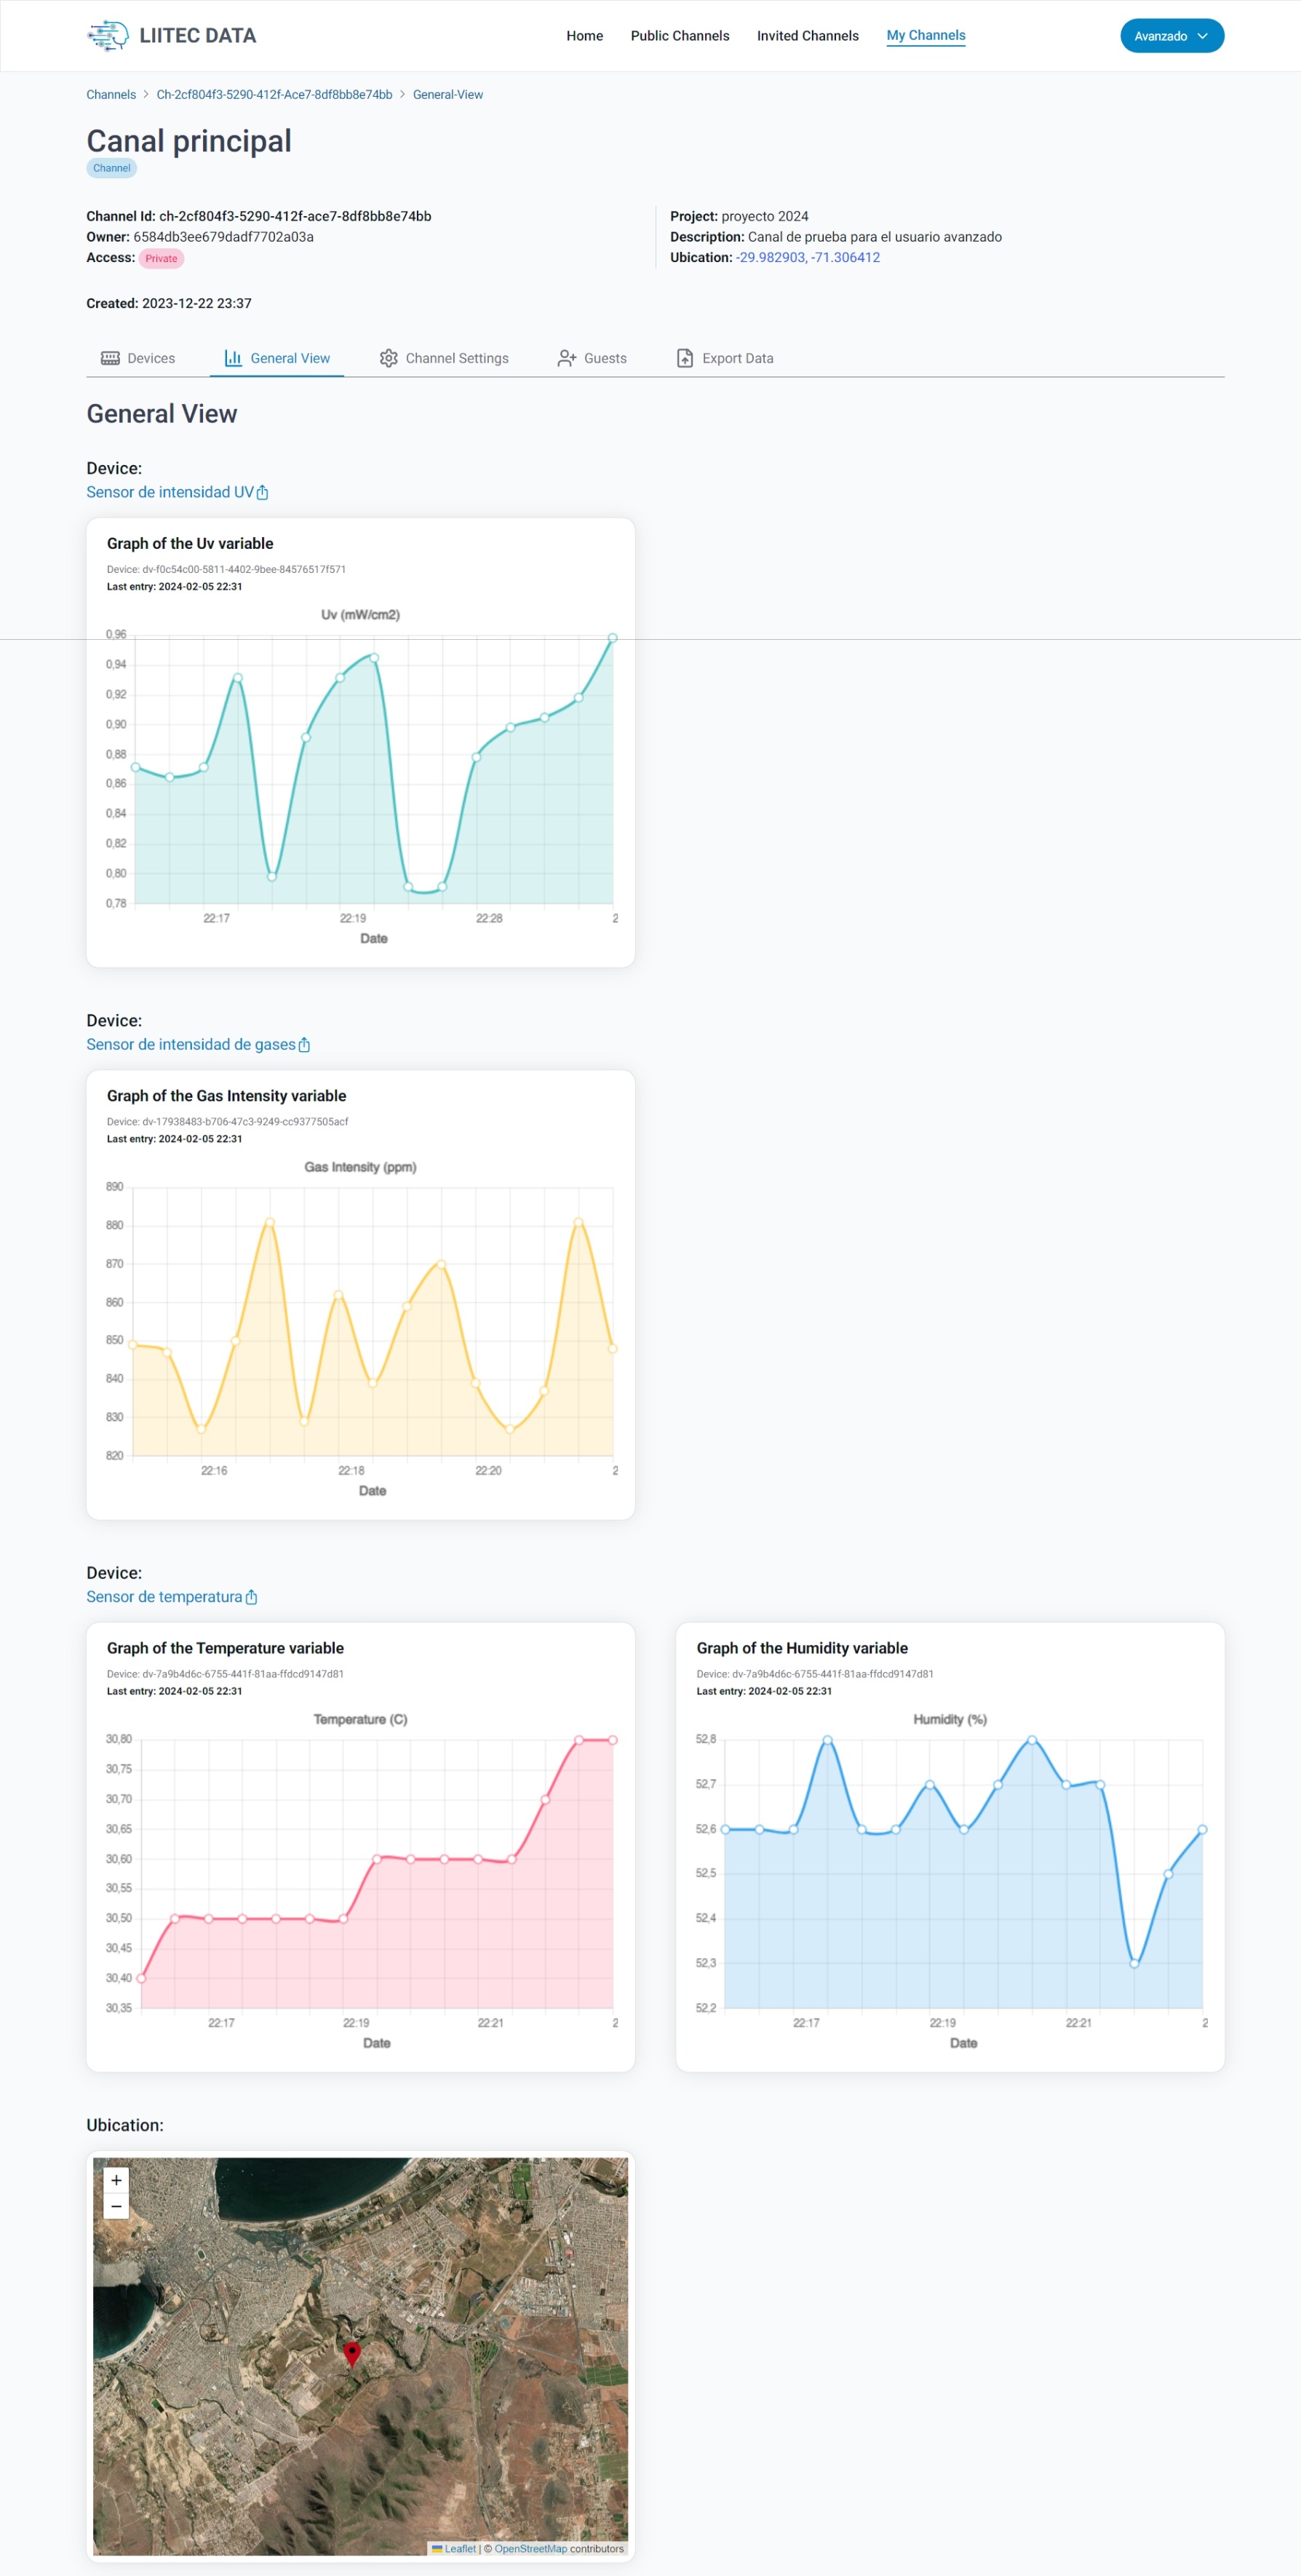 LIITEC DATA
Home Public Channels Invited Channels My Channels Avanzado
Channels > Ch-2cf804f3-5290-412f-Ace7-8df8bb8e74bb > General-View
Canal principal
Channel
Channel Id: ch-2cf804f3-5290-412f-ace7-8df8bb8e74bb
Owner: 6584db3ee679dadf7702a03a
Access: Private
Created: 2023-12-22 23:37
Project: proyecto 2024
Description: Canal de prueba para el usuario avanzado
Ubication: -29.982903, -71.306412
Devices General View Channel Settings Guests Export Data
General View
Device:
Sensor de intensidad UV
Graph of the Uv variable
Device: dv-f0c54c00-5811-4402-9bee-84576517f571
Last entry: 2024-02-05 22:31
Uv (mW/cm2)
0,96
0,94
0,92
0,90
0,88
0,86
0,84
0,82
0,80
0,78
22:17 22:19 22:28 2
Date
Device:
Sensor de intensidad de gases
Graph of the Gas Intensity variable
Device: dv-17938483-b706-47c3-9249-cc9377505acf
Last entry: 2024-02-05 22:31
Gas Intensity (ppm)
890
880
870
860
850
840
830
820
22:16 22:18 22:20 2
Date
Device:
Sensor de temperatura
Graph of the Temperature variable
Device: dv-7a9b4d6c-6755-441f-81aa-ffdcd9147d81
Last entry: 2024-02-05 22:31
Temperature (C)
30,80
30,75
30,70
30,65
30,60
30,55
30,50
30,45
30,40
30,35
22:17 22:19 22:21 2
Date
Graph of the Humidity variable
Device: dv-7a9b4d6c-6755-441f-81aa-ffdcd9147d81
Last entry: 2024-02-05 22:31
Humidity (%)
52,8
52,7
52,6
52,5
52,4
52,3
52,2
22:17 22:19 22:21 2
Date
Ubication:
+
−
Leaflet | © OpenStreetMap contributors